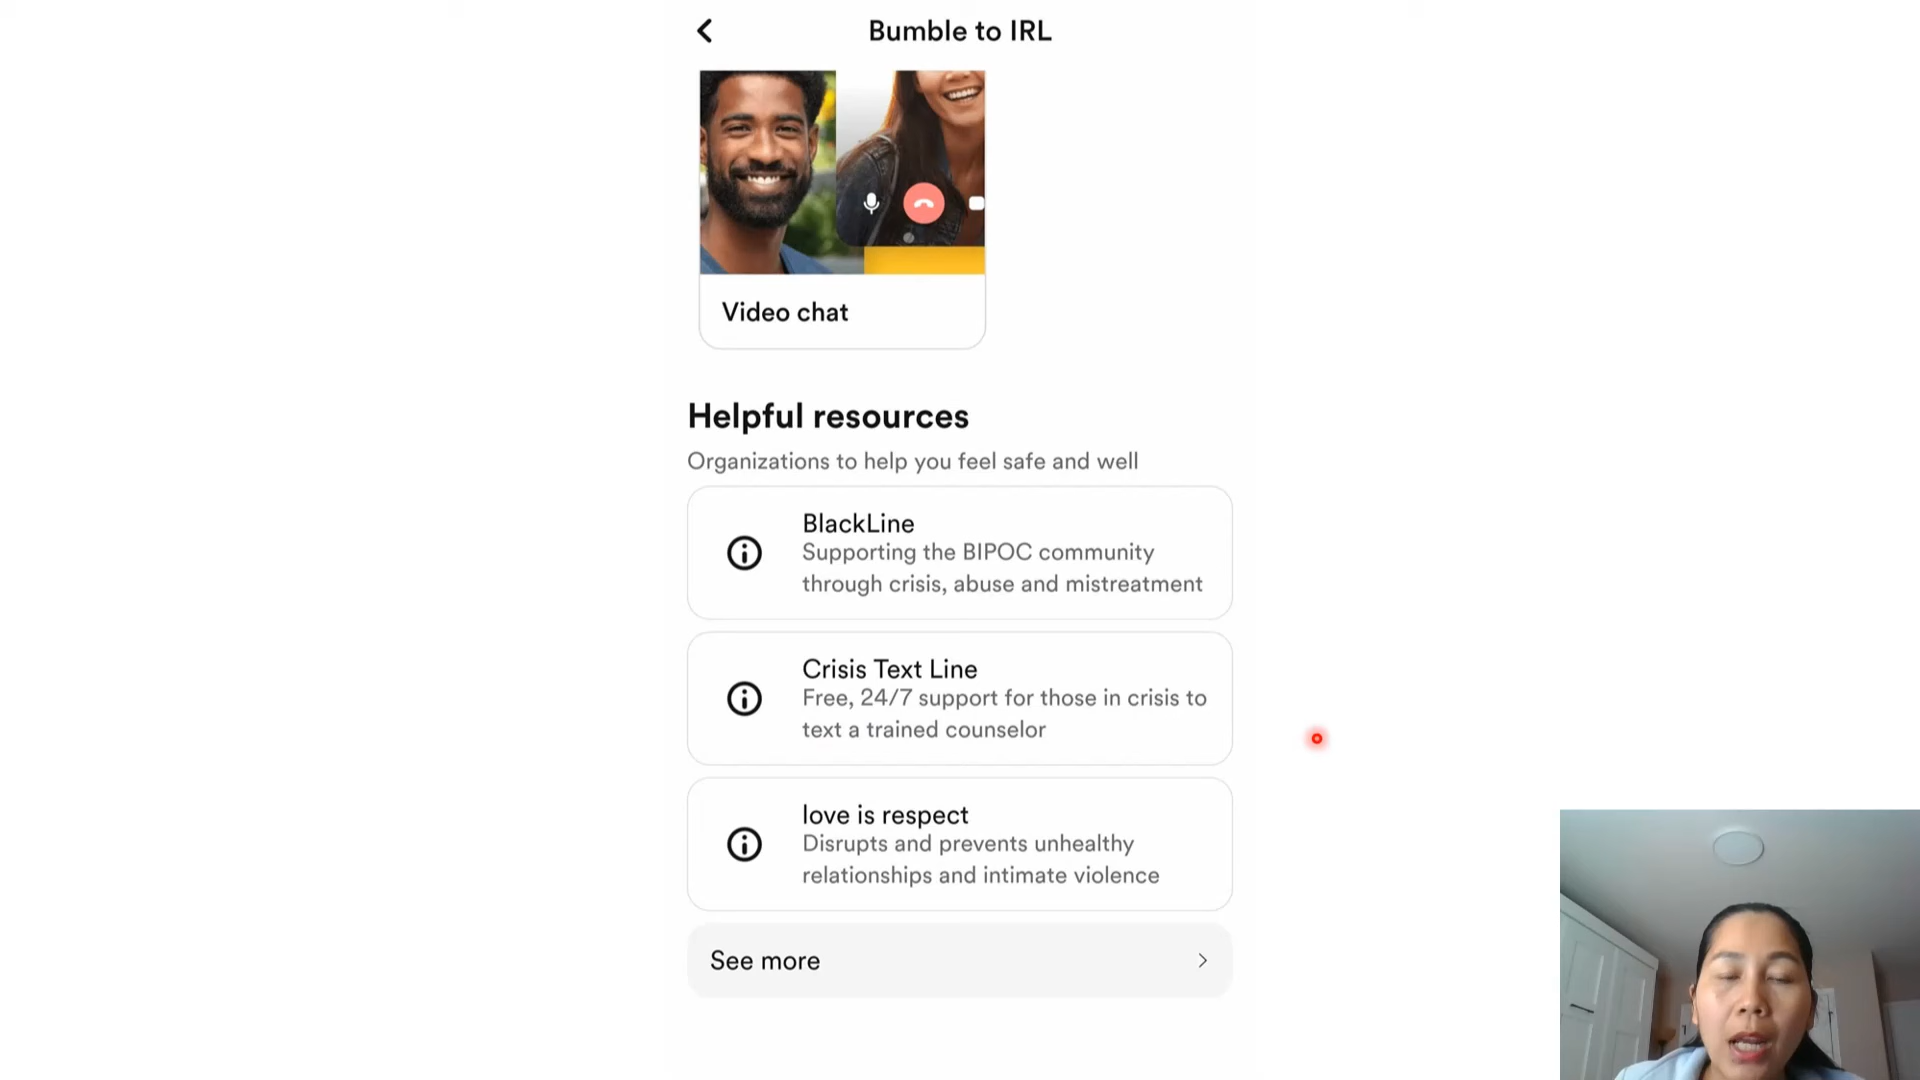 Bumble to IRL
Video chat
Helpful resources
Organizations to help you feel safe and well
BlackLine
Supporting the BIPOC community
through crisis, abuse and mistreatment
Crisis Text Line
Free, 24/7 support for those in crisis to
text a trained counselor
love is respect
Disrupts and prevents unhealthy
relationships and intimate violence
See more